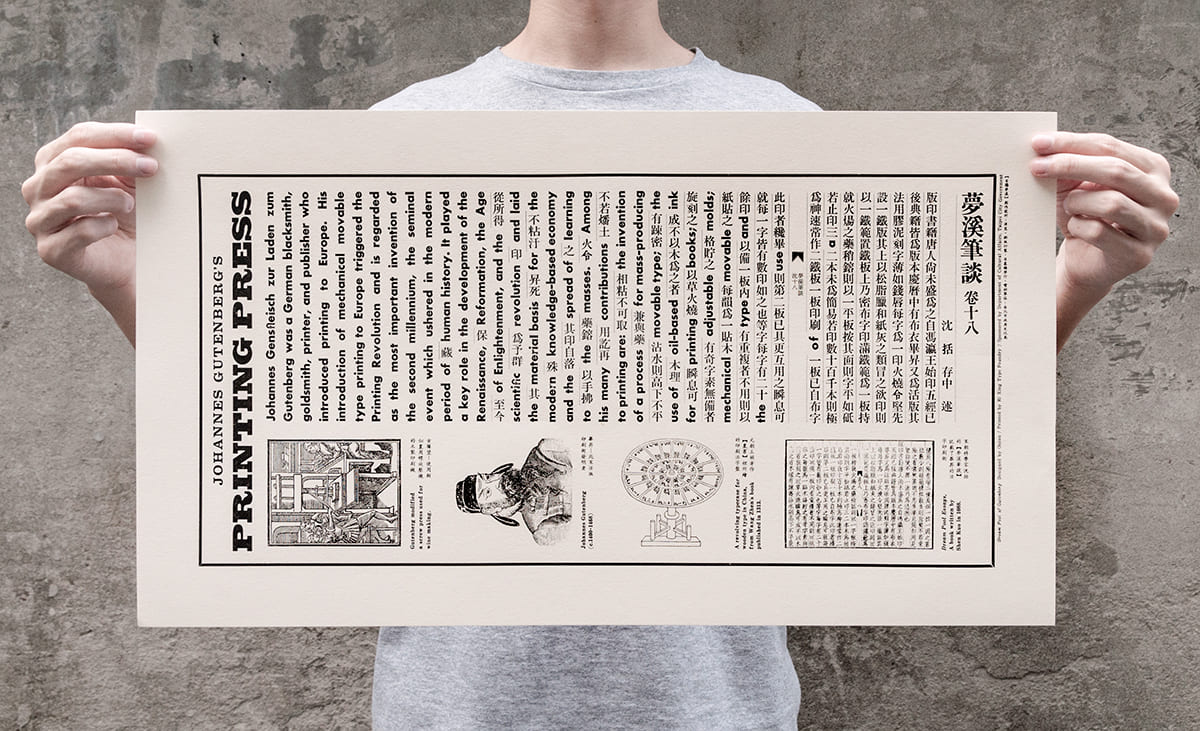 JOHANNES GUTENBERG'S
PRINTING PRESS
Johannes Gensfleisch zur Laden zum
Gutenberg was a German blacksmith,
goldsmith, printer, and publisher who
introduced printing to Europe. His
introduction of mechanical movable
type printing to Europe triggered the
Printing Revolution and is regarded
as the most important invention of
the second millennium, the seminal
event which ushered in the modern
period of human history. It played
a key role in the development of the
Renaissance, 保 Reformation, the Age
從所得 the of Enlightenment, and 至今
scientific 為予群 revolution and laid
the 其 material basis for 昇死 the 不粘汙 印
modern 殊 knowledge-based economy
and the 其印自落 spread of 之 learning
to the 藥鎔 masses. 火令 Among 以手拂
his many contributions 用訖再 不若燔土
to printing are: the invention 相粘不可取
of a process for mass-producing 兼與藥
movable type; the 有疎密 沾水則高下不平
use of oil-based ink 木理 成不以木為之者
for printing books; 以草火燒 瞬息可 旋刻之
adjustable molds; 有奇字素無備者 格貯之
mechanical movable 每韻為一貼木 紙貼之
the type and 以備一板內 有重複者不用則以 餘印
夢溪筆談 卷十八
沈括存中 述
版印書籍唐人尚未盛爲之自馮瀛王始印五經已
後典籍皆爲版本慶曆中有布衣畢昇又爲活版其
法用膠泥刻字薄如錢唇每字爲一印火燒令堅先
設一鐵版其上以松脂臘和紙灰之類冒之欲印則
以一鐵範置鐵板上乃密布字印滿鐵範爲一板持
就火煬之藥稍鎔則以一平板按其面則字平如砥
若止印三 a 二本未爲簡易若印數十百千本則極
爲神速常作二鐵板一板印刷 of 一板已自布字
此印者纔畢 use 則第二板已具更互用之瞬息可
就每一字皆有數印如之也等字每字有二十
Gutenberg modified
a screw press used for
wine making.
Johannes Gutenberg
(c.1400-1468)
A revolving typecase for
wooden type in China,
from Wang Zhen's book
published in 1313.
Dream Pool Essays,
A book written by
Shen Kuo in 1088.